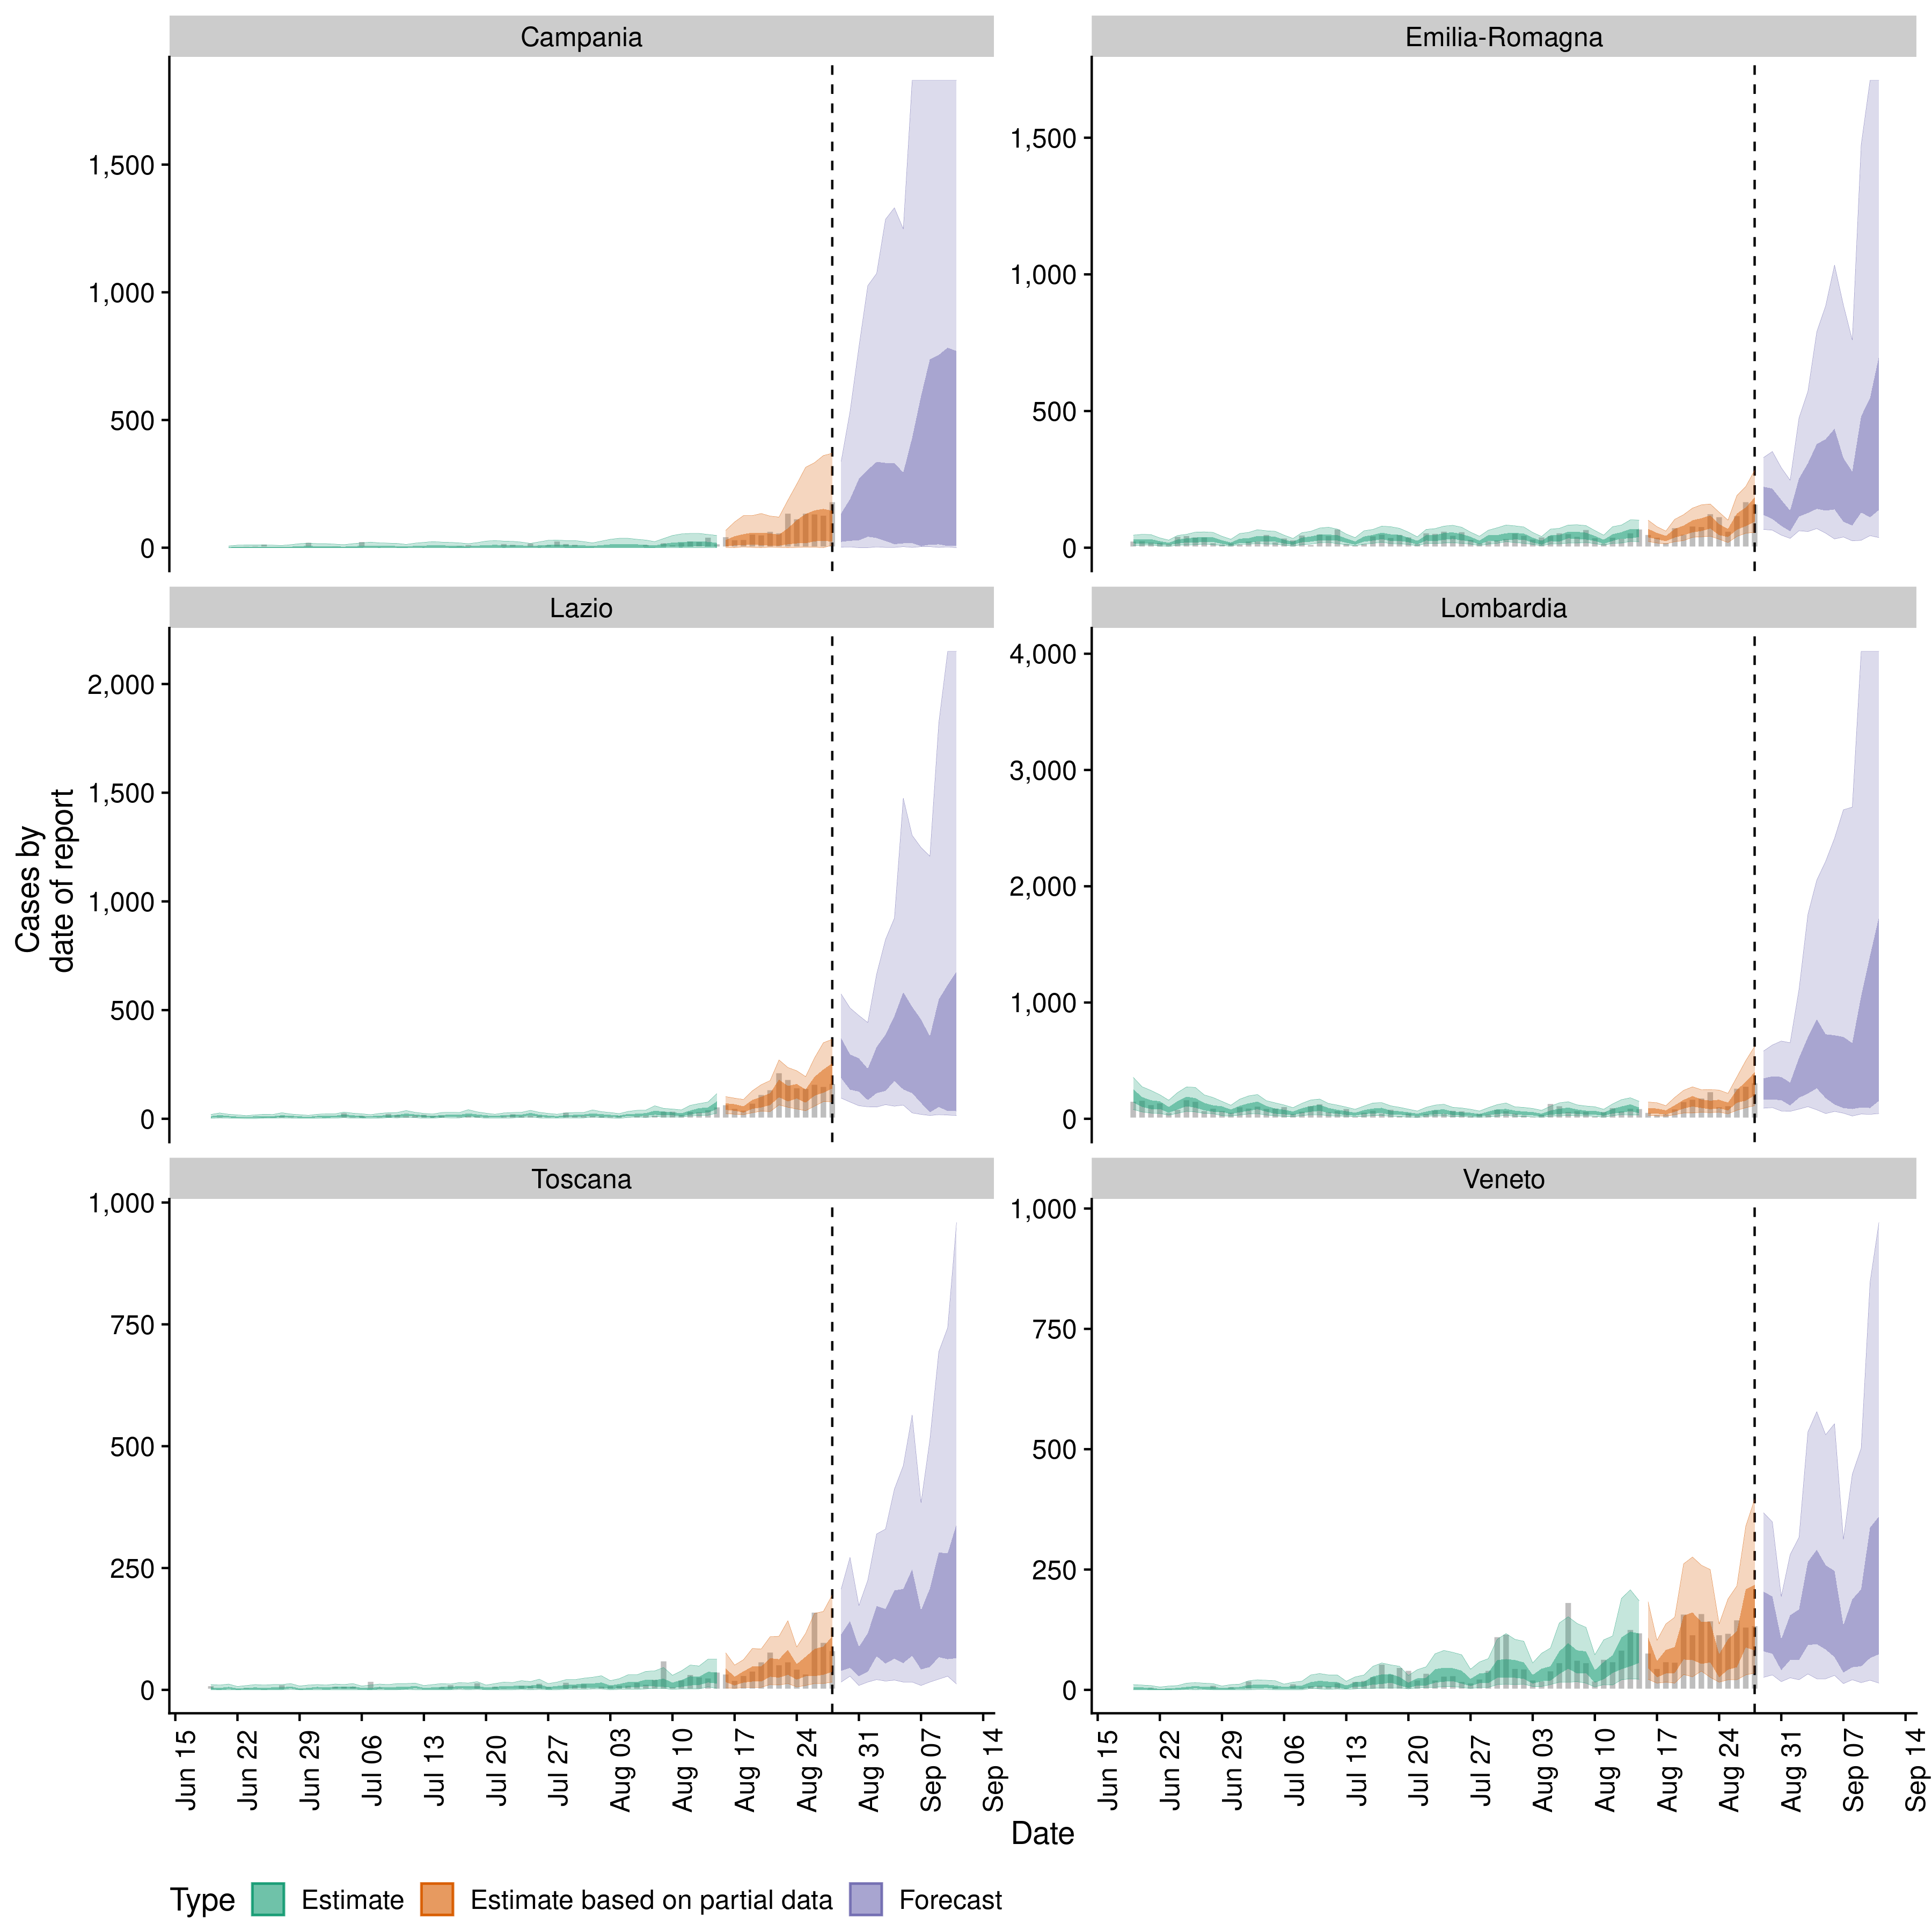 Campania
Emilia-Romagna
1,500
1,000
500
0
1,500
1,000
500
0
Lazio
Lombardia
2,000
1,500
1,000
500
0
4,000
3,000
2,000
1,000
0
Cases by
date of report
Toscana
Veneto
1,000
750
500
250
0
1,000
750
500
250
0
Jun 15
Jun 22
Jun 29
Jul 06
Jul 13
Jul 20
Jul 27
Aug 03
Aug 10
Aug 17
Aug 24
Aug 31
Sep 07
Sep 14
Jun 15
Jun 22
Jun 29
Jul 06
Jul 13
Jul 20
Jul 27
Aug 03
Aug 10
Aug 17
Aug 24
Aug 31
Sep 07
Sep 14
Date
Type Estimate Estimate based on partial data Forecast